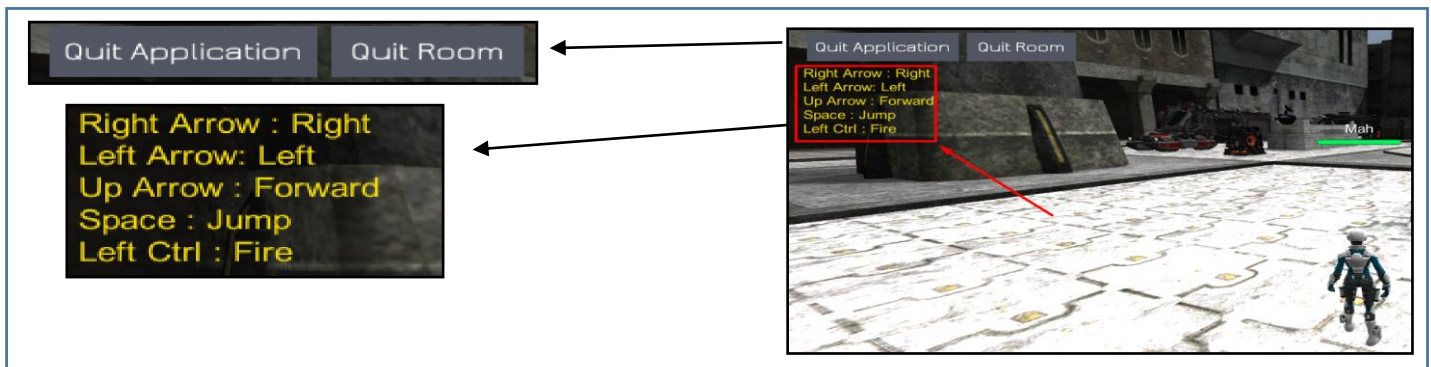 Quit Application Quit Room
Right Arrow : Right
Left Arrow: Left
Up Arrow : Forward
Space : Jump
Left Ctrl : Fire
Quit Application Quit Room
Right Arrow : Right
Left Arrow: Left
Up Arrow : Forward
Space : Jump
Left Ctrl : Fire
Mah